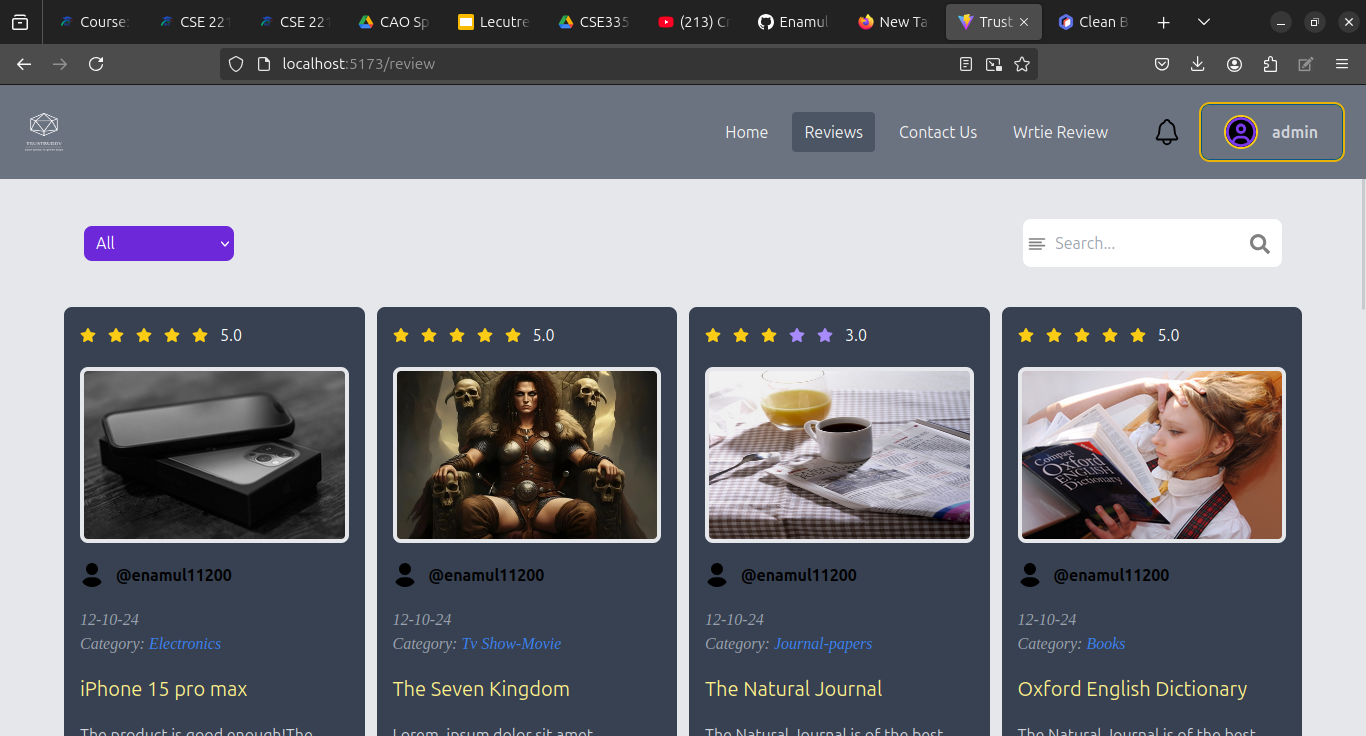 Course:
CSE 221
CSE 221
CAO Sp
Lecutre
CSE335
(213) Cr
Enamul
New Ta
Trust
Clean B
localhost:5173/review
Home
Reviews
Contact Us
Wrtie Review
admin
All
Search...
5.0
5.0
3.0
5.0
Compact
Oxford
ENGLISH
Dictionary
@enamul11200
@enamul11200
@enamul11200
@enamul11200
12-10-24
12-10-24
12-10-24
12-10-24
Category: Electronics
Category: Tv Show-Movie
Category: Journal-papers
Category: Books
iPhone 15 pro max
The Seven Kingdom
The Natural Journal
Oxford English Dictionary
The product is good enough!The
Lorem, ipsum dolor sit amet
The Natural Journal is of the best
The Natural Journal is of the best